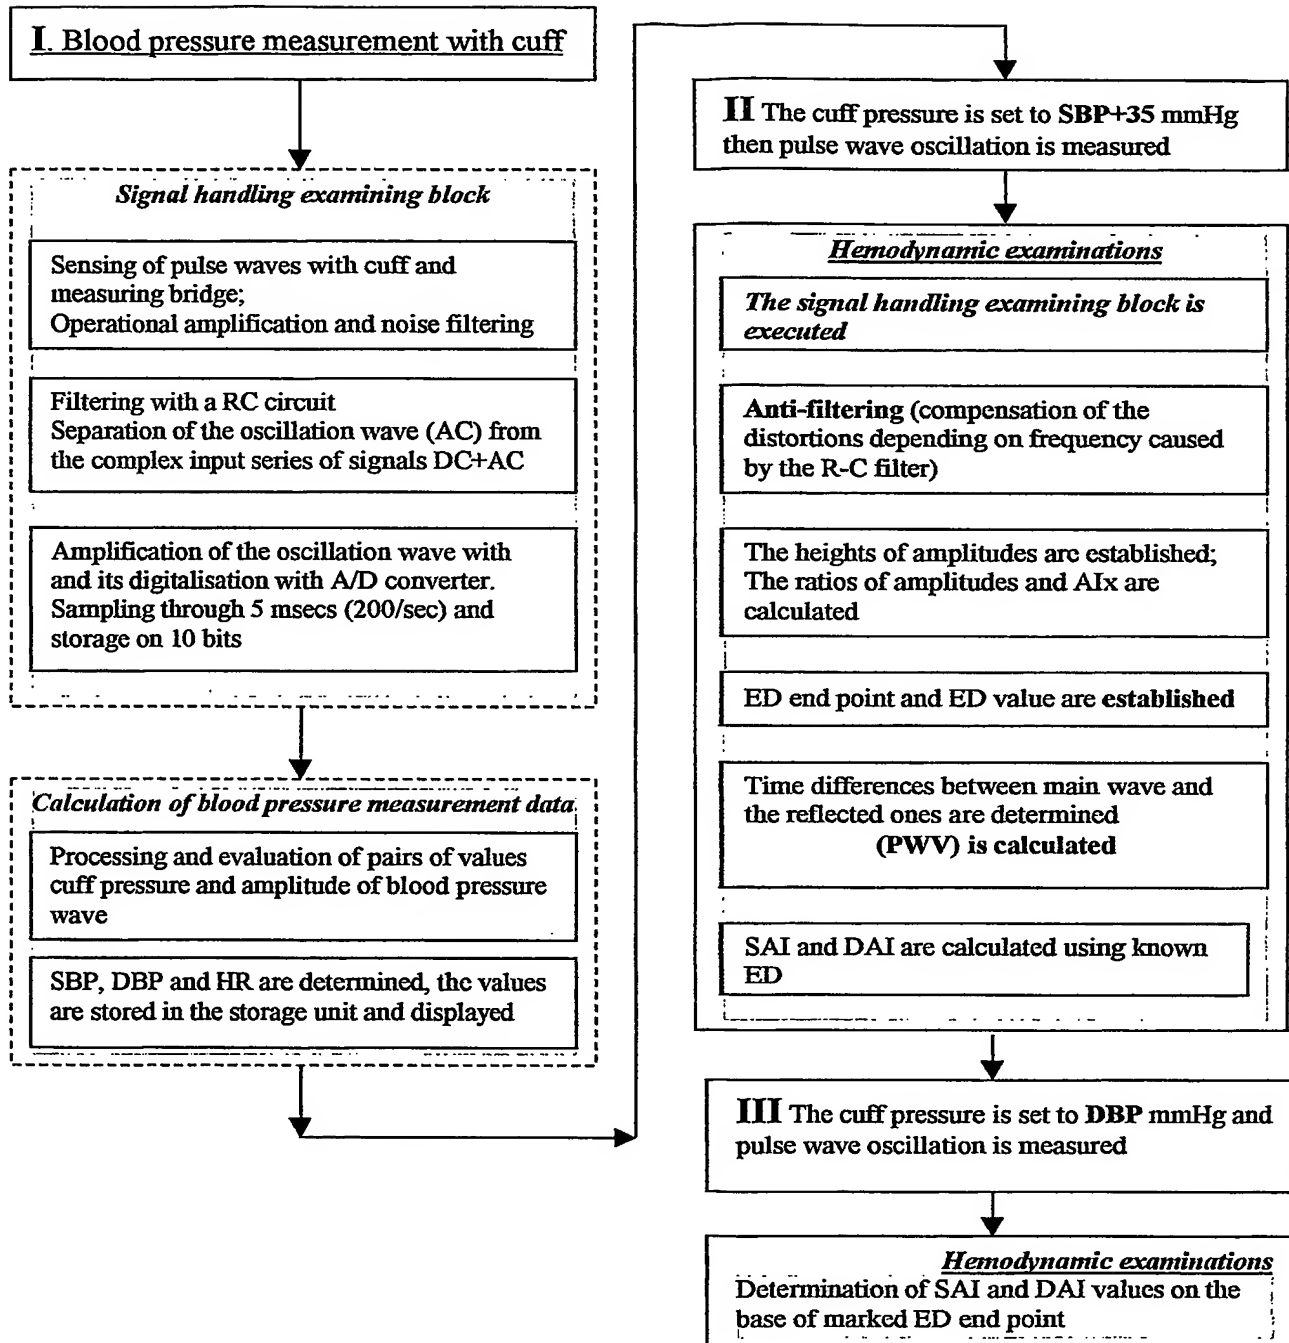 I. Blood pressure measurement with cuff
Signal handling examining block
Sensing of pulse waves with cuff and
measuring bridge;
Operational amplification and noise filtering
Filtering with a RC circuit
Separation of the oscillation wave (AC) from
the complex input series of signals DC+AC
Amplification of the oscillation wave with
and its digitalisation with A/D converter.
Sampling through 5 msecs (200/sec) and
storage on 10 bits
Calculation of blood pressure measurement data
Processing and evaluation of pairs of values
cuff pressure and amplitude of blood pressure
wave
SBP, DBP and HR are determined, the values
are stored in the storage unit and displayed
II The cuff pressure is set to SBP+35 mmHg
then pulse wave oscillation is measured
Hemodynamic examinations
The signal handling examining block is
executed
Anti-filtering (compensation of the
distortions depending on frequency caused
by the R-C filter)
The heights of amplitudes are established;
The ratios of amplitudes and AIx are
calculated
ED end point and ED value are established
Time differences between main wave and
the reflected ones are determined
(PWV) is calculated
SAI and DAI are calculated using known
ED
III The cuff pressure is set to DBP mmHg and
pulse wave oscillation is measured
Hemodynamic examinations
Determination of SAI and DAI values on the
base of marked ED end point